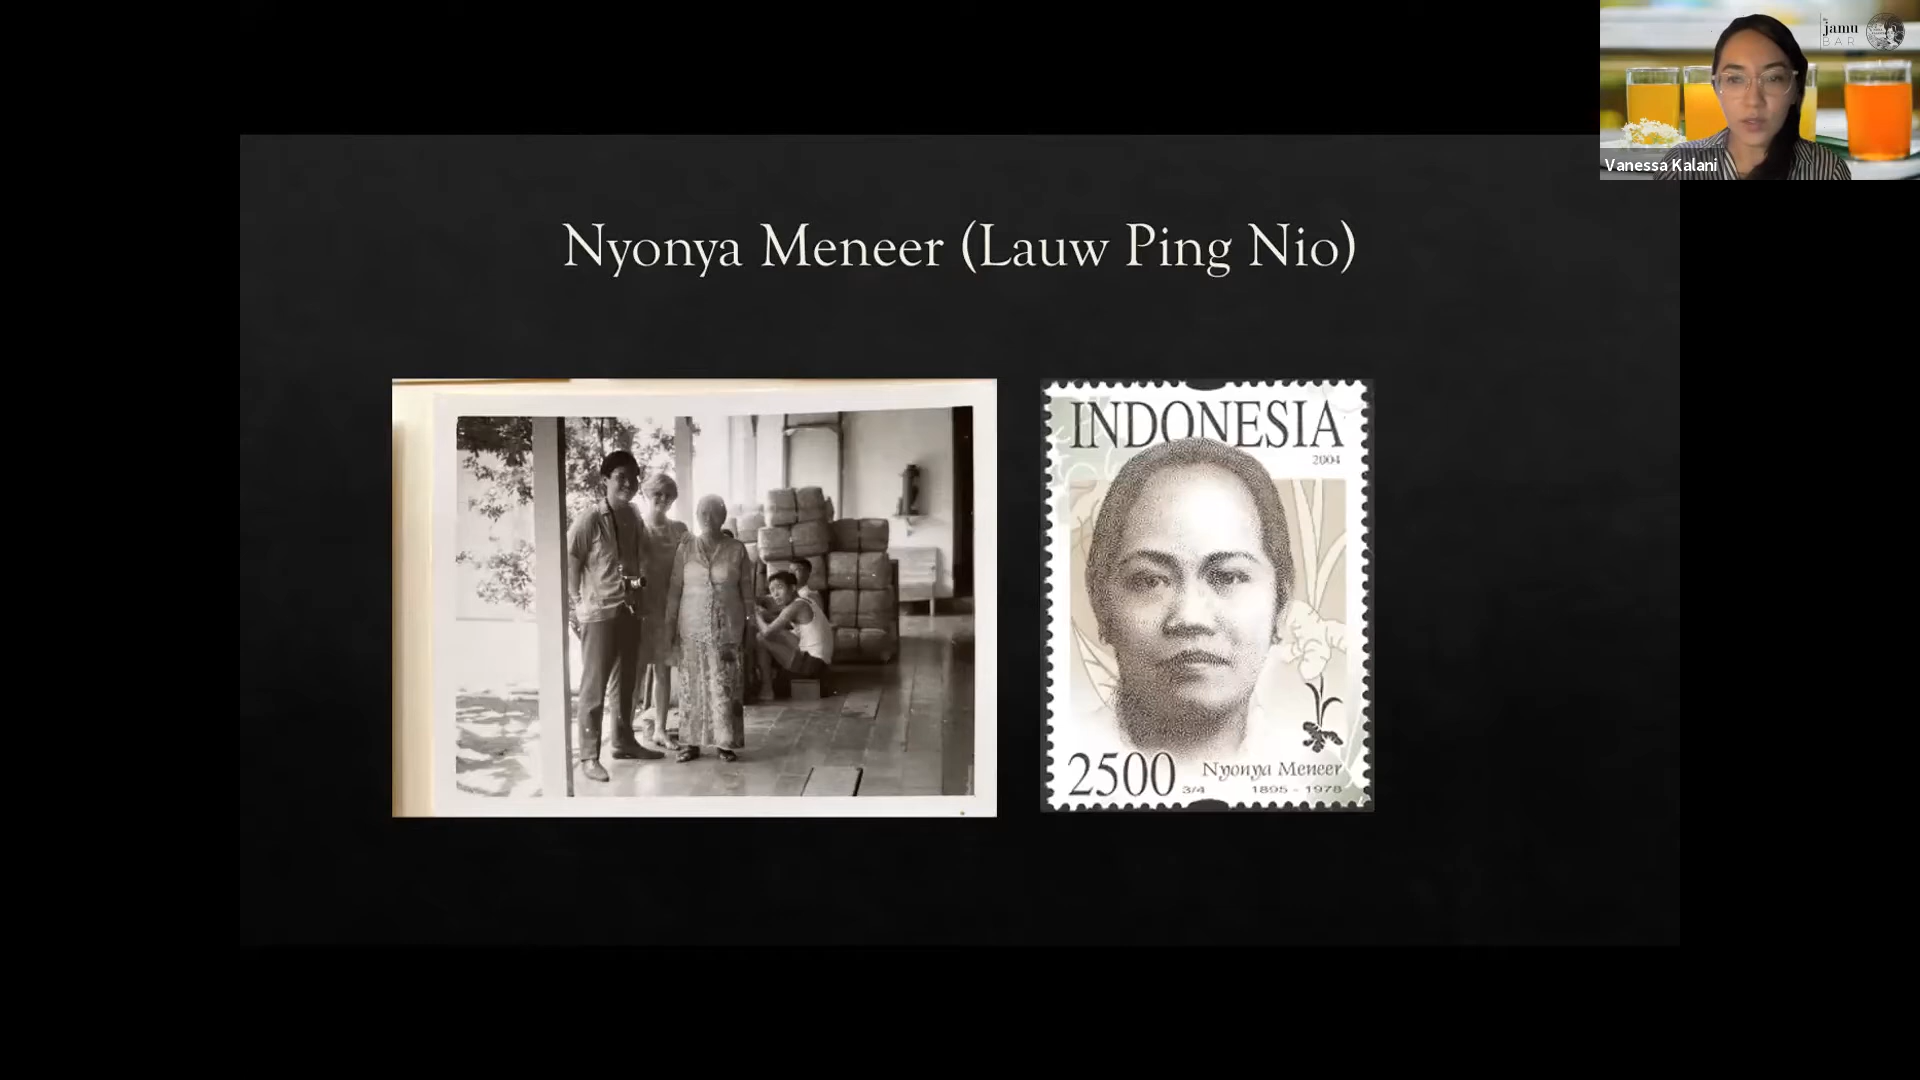 jamu
BAR
Vanessa Kalani
Nyonya Meneer (Lauw Ping Nio)
INDONESIA
2004
2500
3/4
Nyonya Meneer
1895 - 1978